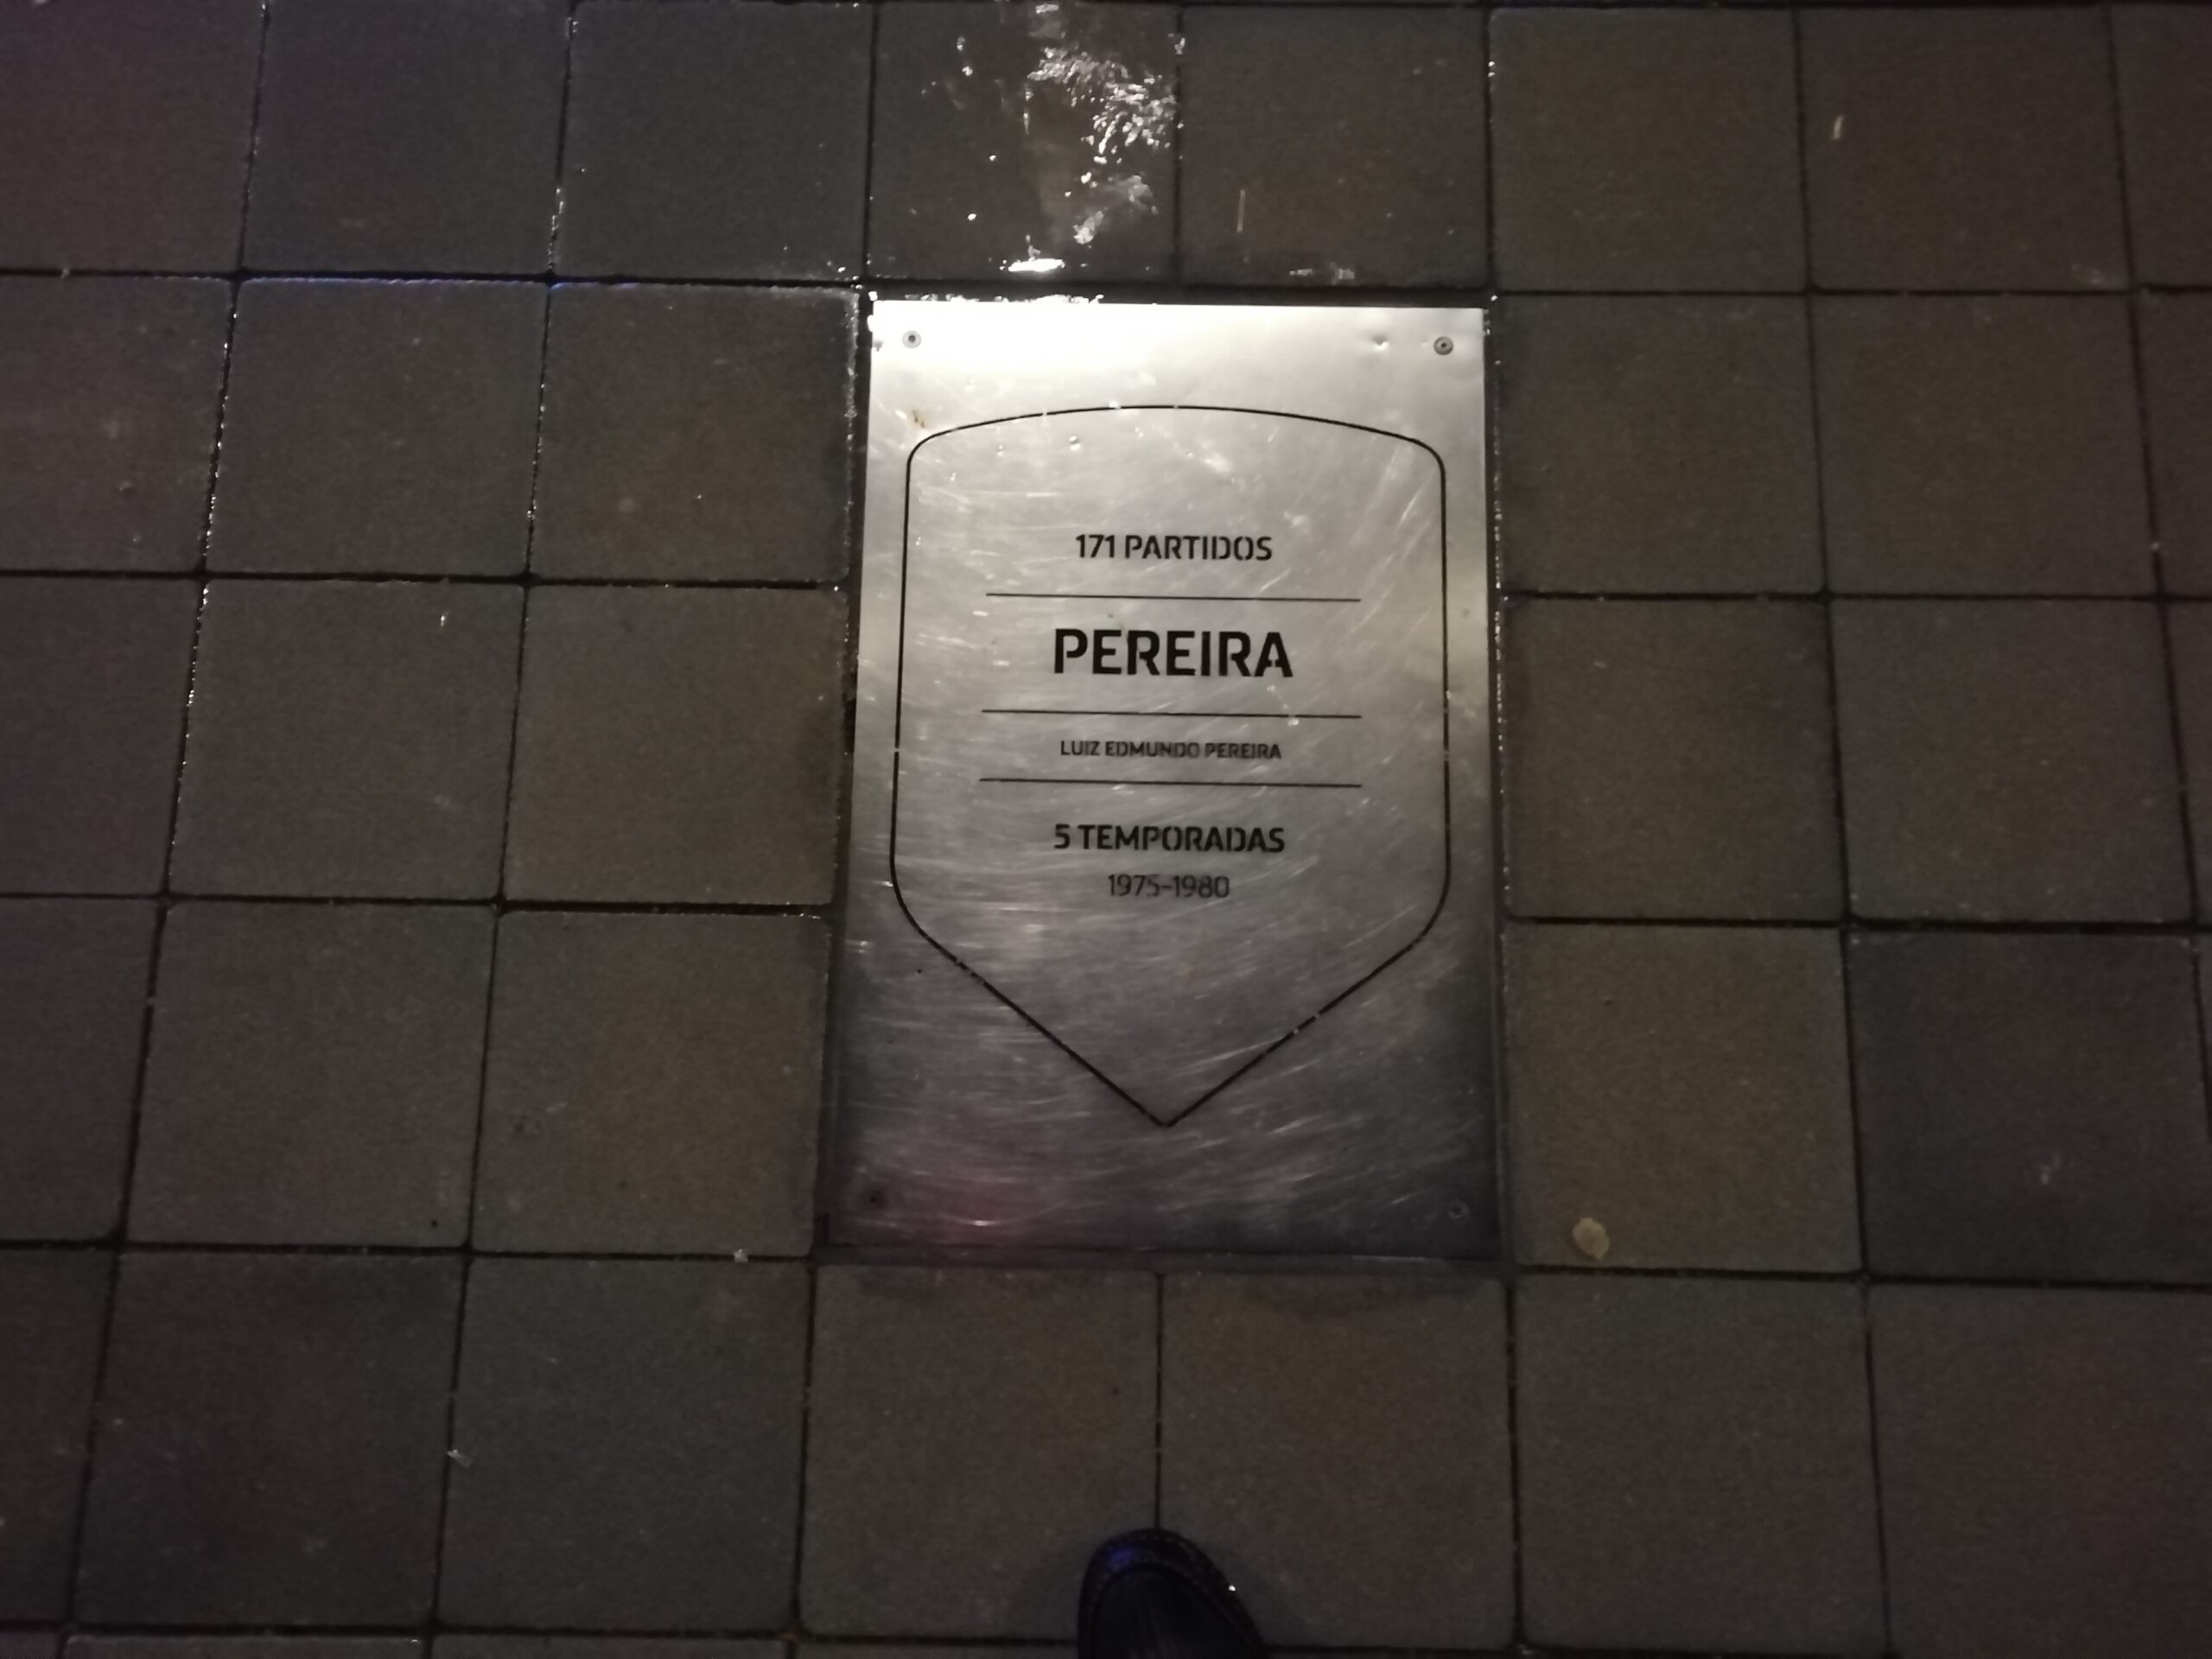 171 PARTIDOS
PEREIRA
LUIZ EDMUNDO PEREIRA
5 TEMPORADAS
1975-1980